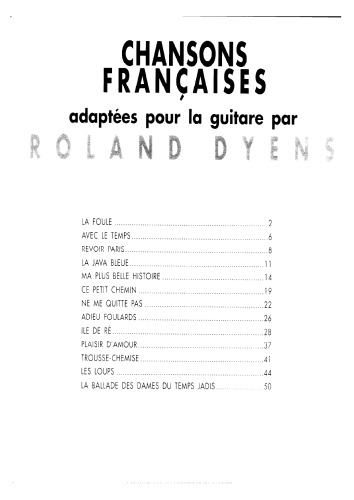 CHANSONS
FRANÇAISES
adaptées pour la guitare par
ROLAND DYENS
LA FOULE ........ 2
AVEC LE TEMPS ........ 6
REVOIR PARIS ........ 8
LA JAVA BLEUE ........ 11
MA PLUS BELLE HISTOIRE ........ 14
CE PETIT CHEMIN ........ 19
NE ME QUITTE PAS ........ 22
ADIEU FOULARDS ........ 26
ILE DE RÉ ........ 28
PLAISIR D'AMOUR ........ 37
TROUSSE-CHEMISE ........ 41
LES LOUPS ........ 44
LA BALLADE DES DAMES DU TEMPS JADIS ........ 50